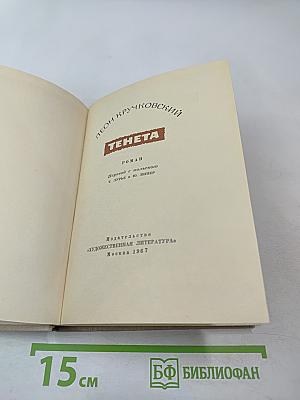 ЛЕОН КРУЧКОВСКИЙ
ТЕНЕТА
РОМАН
Перевод с польского
Издательство
«ХУДОЖЕСТВЕННАЯ ЛИТЕРАТУРА»
Москва 1967
15 см
БФ БИБЛИОФАН